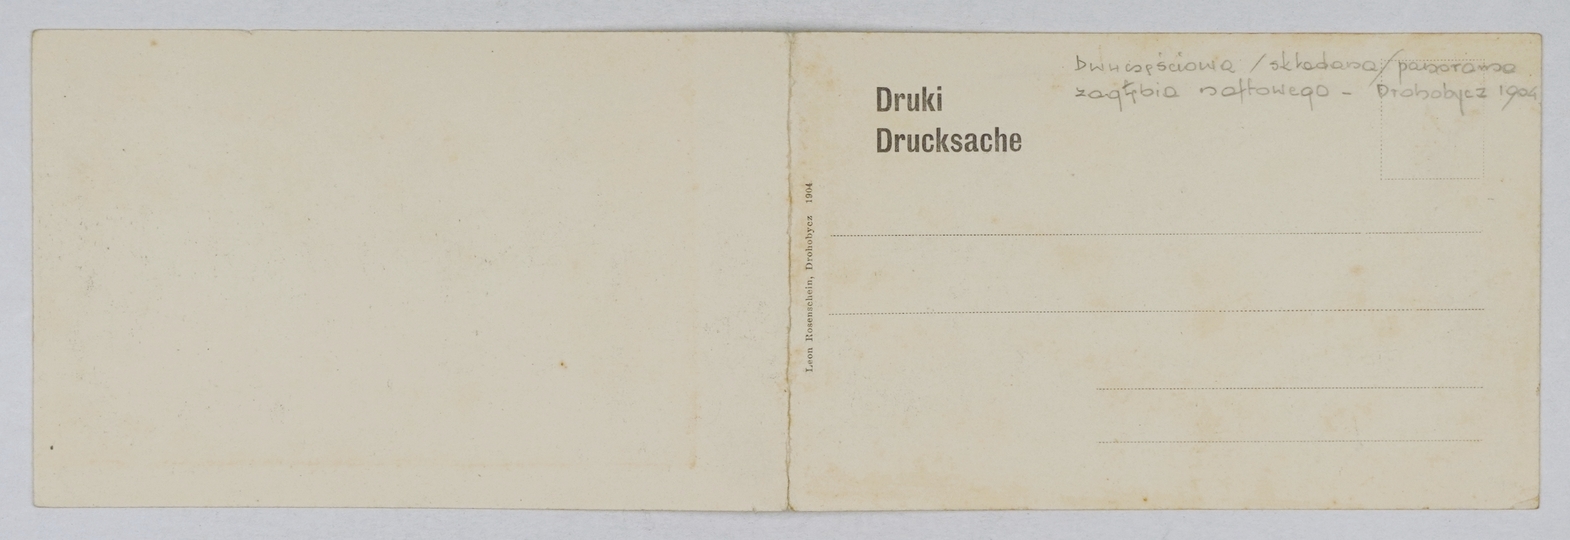 Dwuczęściowa /składana/ panorama
zagłębia naftowego - Drohobycz 1904
Druki
Drucksache
Leon Rosenschein, Drohobycz 1904